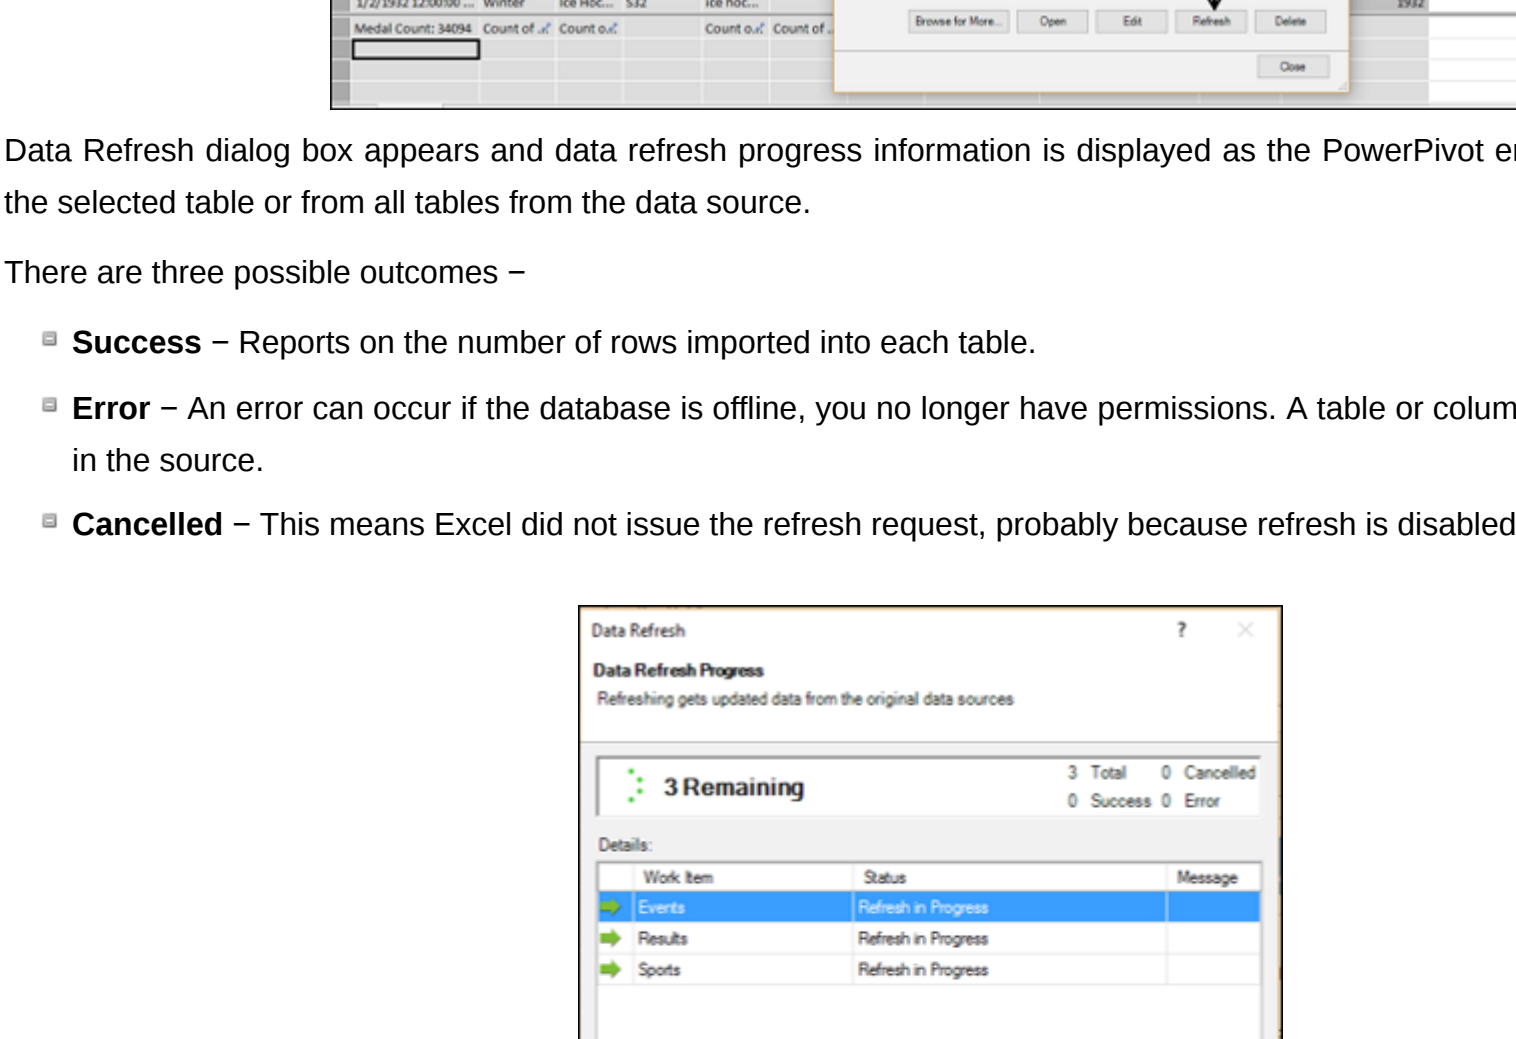 1/2/1932 12:00:00 ... Winter Ice Hoc... S32 Ice hoc... 1932
Browse for More... Open Edit Refresh Delete
Medal Count: 34094 Count of ... Count o... Count o... Count of ...
Close
Data Refresh dialog box appears and data refresh progress information is displayed as the PowerPivot
the selected table or from all tables from the data source.
There are three possible outcomes −
Success − Reports on the number of rows imported into each table.
Error − An error can occur if the database is offline, you no longer have permissions. A table or colum
in the source.
Cancelled − This means Excel did not issue the refresh request, probably because refresh is disabled
Data Refresh ?
Data Refresh Progress
Refreshing gets updated data from the original data sources
3 Remaining
3 Total 0 Cancelled
0 Success 0 Error
Details:
Work Item Status Message
Events Refresh in Progress
Results Refresh in Progress
Sports Refresh in Progress